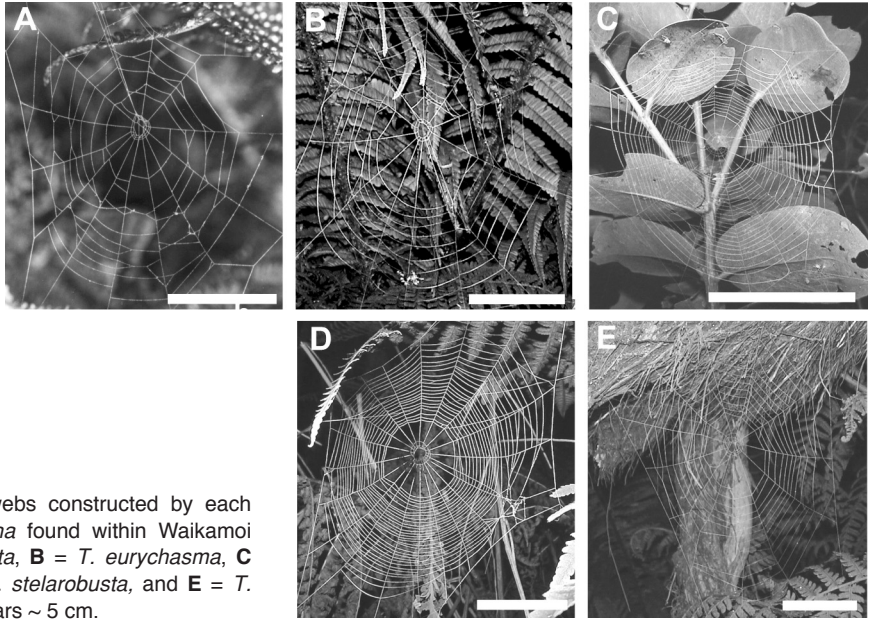 A
B
C
D
E
webs constructed by each
ma found within Waikamoi
ta, B = T. eurychasma, C
. stelarobusta, and E = T.
ars ~ 5 cm.